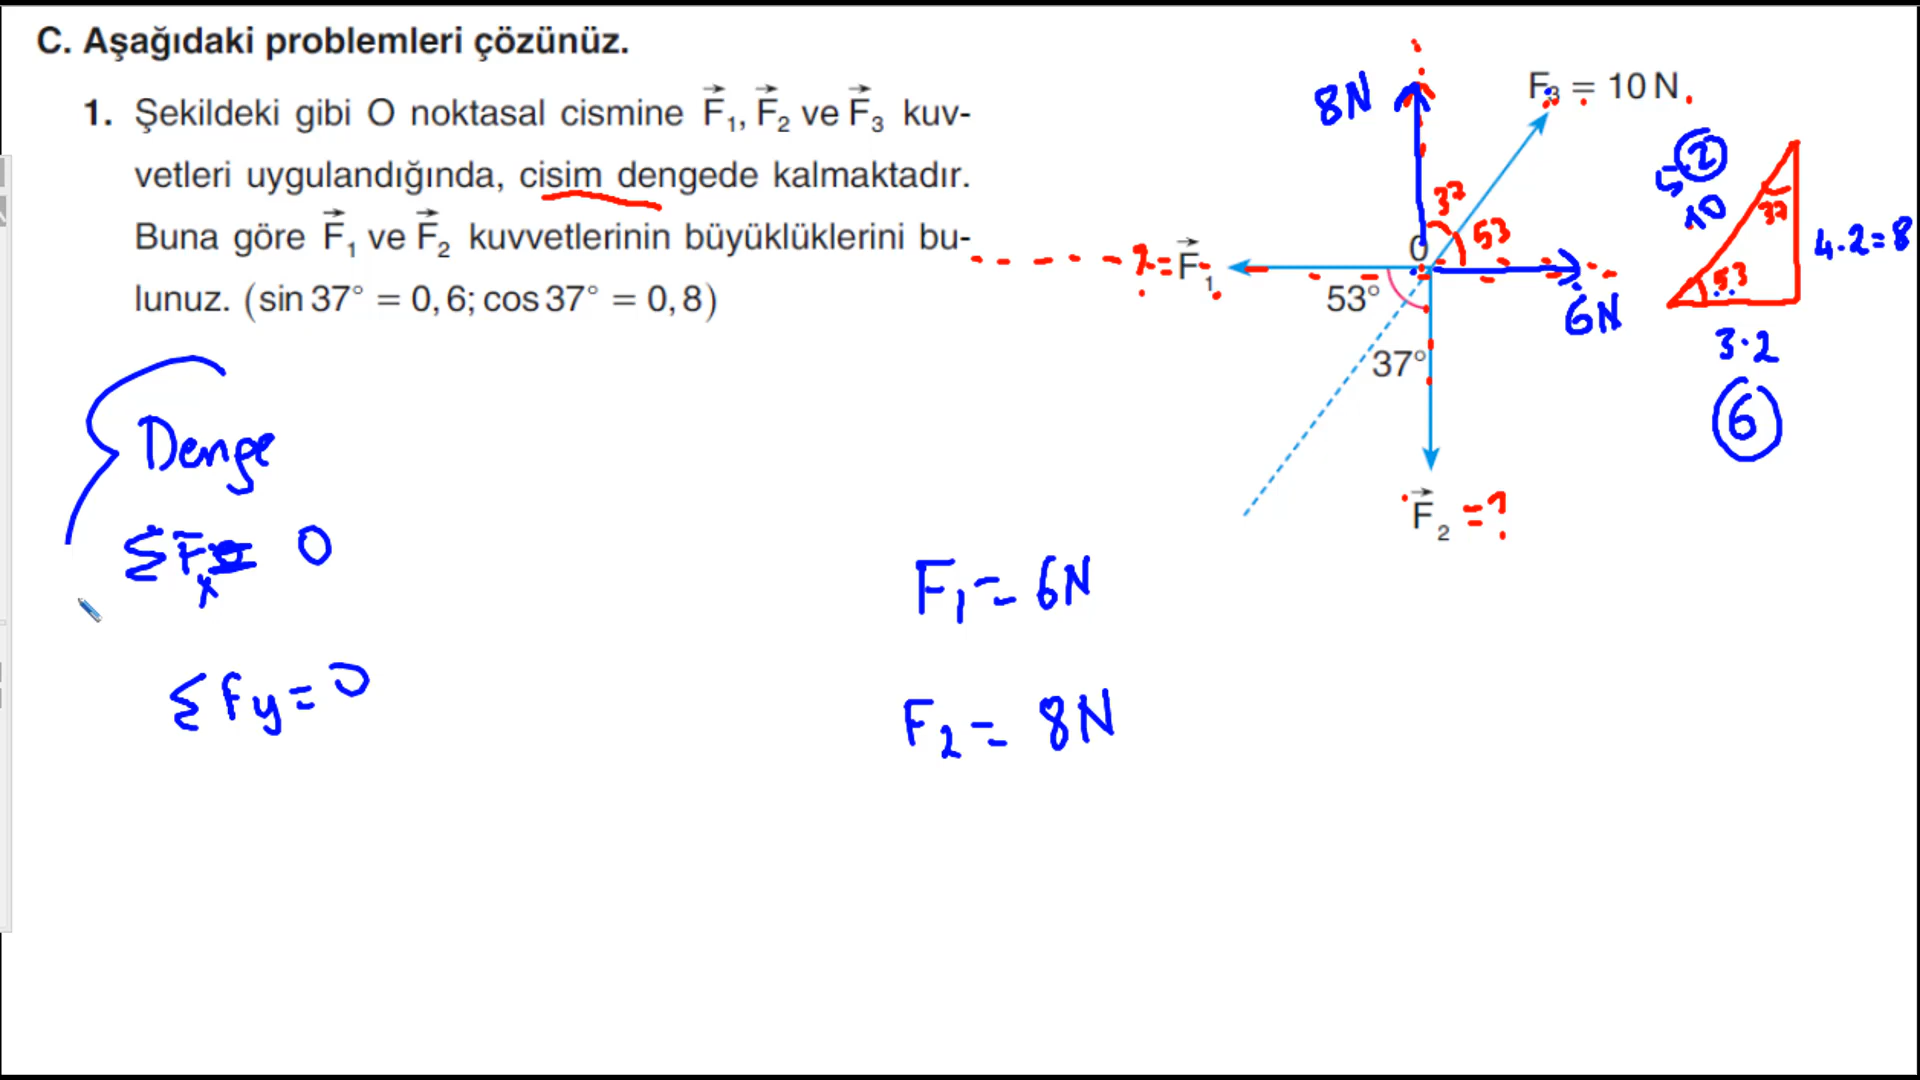 C. Aşağıdaki problemleri çözünüz.
1. Şekildeki gibi O noktasal cismine F₁, F₂ ve F₃ kuv-
vetleri uygulandığında, cisim dengede kalmaktadır.
Buna göre F₁ ve F₂ kuvvetlerinin büyüklüklerini bu-
lunuz. (sin 37° = 0,6; cos 37° = 0,8)
8N
F₃ = 10 N
37
53
O
? = F₁
53°
6N
37°
F₂ = ?
2
5
10
37
4.2=8
53
3.2
6
Denge
ΣFx = 0
ΣFy = 0
F₁ = 6N
F₂ = 8N